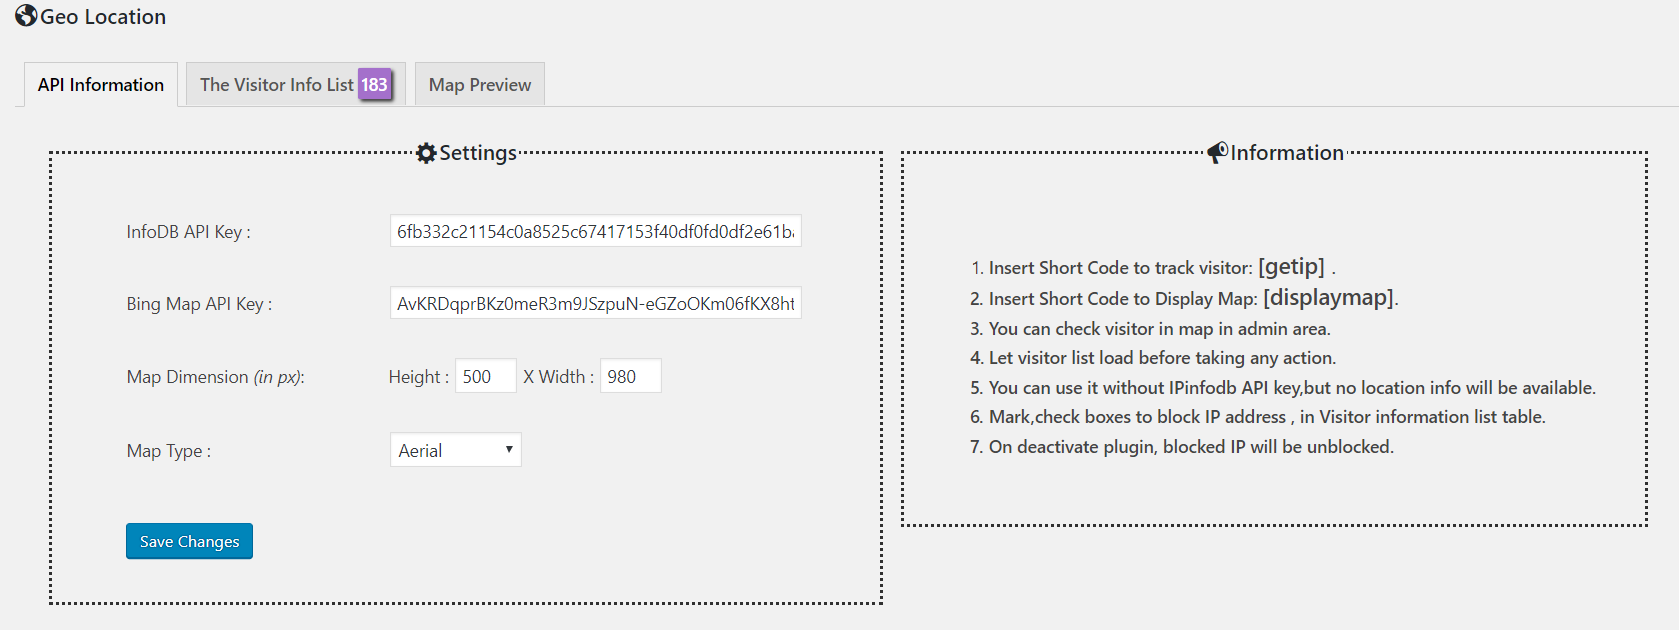 Geo Location
API Information
The Visitor Info List 183
Map Preview
Settings
InfoDB API Key :
6fb332c21154c0a8525c67417153f40df0fd0df2e61ba
Bing Map API Key :
AvKRDqprBKz0meR3m9JSzpuN-eGZoOKm06fKX8ht
Map Dimension (in px):
Height : 500 X Width : 980
Map Type :
Aerial
Save Changes
Information
1. Insert Short Code to track visitor: [getip] .
2. Insert Short Code to Display Map: [displaymap].
3. You can check visitor in map in admin area.
4. Let visitor list load before taking any action.
5. You can use it without IPinfodb API key,but no location info will be available.
6. Mark,check boxes to block IP address , in Visitor information list table.
7. On deactivate plugin, blocked IP will be unblocked.